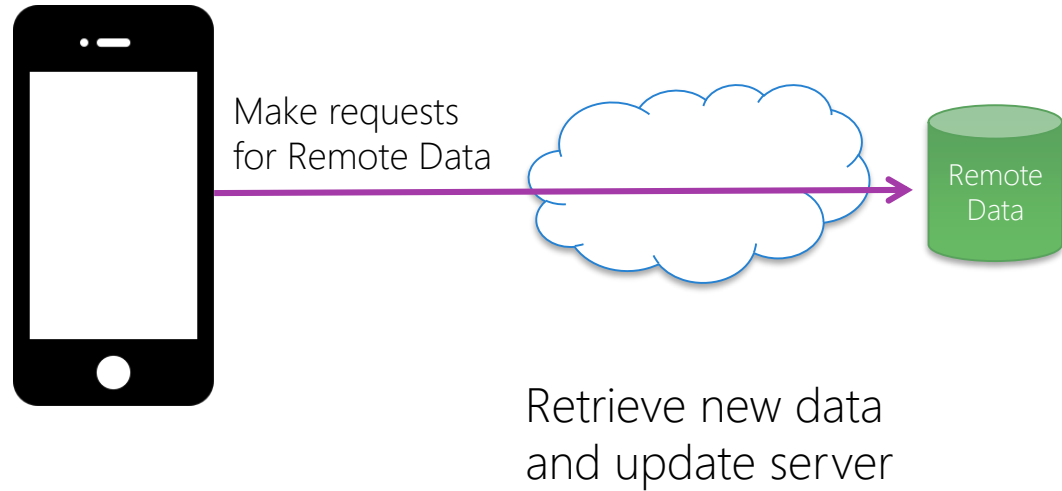 Make requests
for Remote Data
Remote
Data
Retrieve new data
and update server